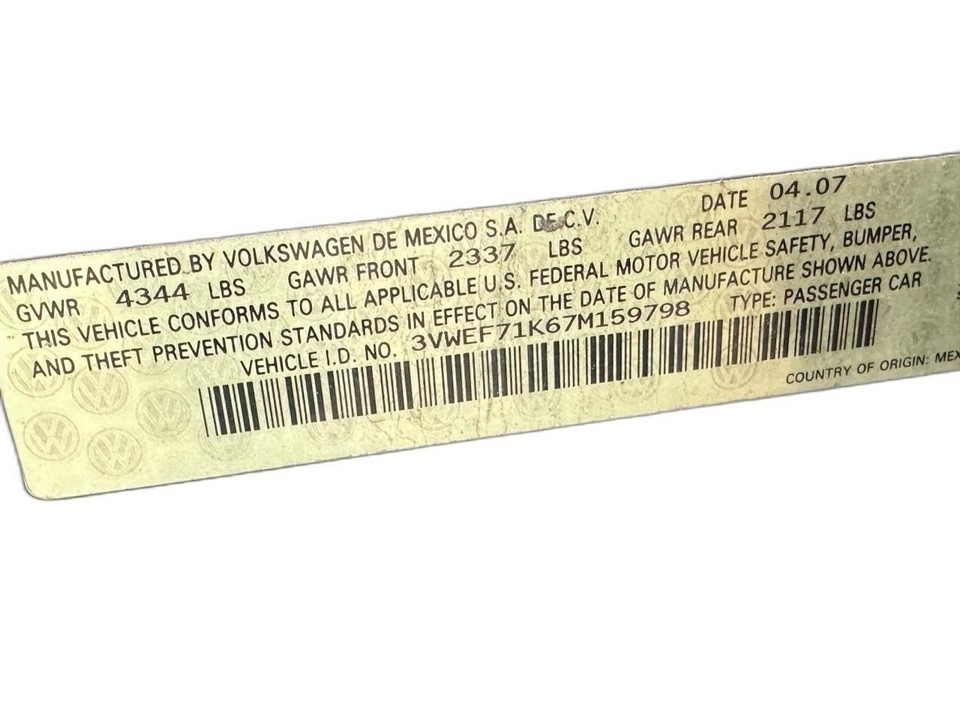 MANUFACTURED BY VOLKSWAGEN DE MEXICO S.A. DE C.V. DATE 04.07
GVWR 4344 LBS GAWR FRONT 2337 LBS GAWR REAR 2117 LBS
THIS VEHICLE CONFORMS TO ALL APPLICABLE U.S. FEDERAL MOTOR VEHICLE SAFETY, BUMPER,
AND THEFT PREVENTION STANDARDS IN EFFECT ON THE DATE OF MANUFACTURE SHOWN ABOVE.
VEHICLE I.D. NO. 3VWEF71K67M159798 TYPE: PASSENGER CAR
COUNTRY OF ORIGIN: MEX